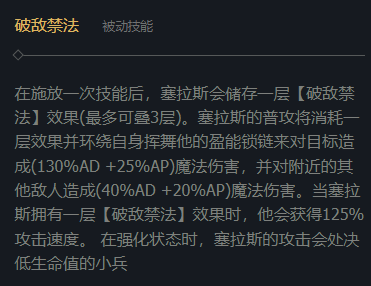 破敌禁法 被动技能
在施放一次技能后，塞拉斯会储存一层【破敌禁
法】效果(最多可叠3层)。塞拉斯的普攻将消耗一
层效果并环绕自身挥舞他的盈能锁链来对目标造
成(130%AD +25%AP)魔法伤害，并对附近的其
他敌人造成(40%AD +20%AP)魔法伤害。当塞拉
斯拥有一层【破敌禁法】效果时，他会获得125%
攻击速度。 在强化状态时，塞拉斯的攻击会处决
低生命值的小兵